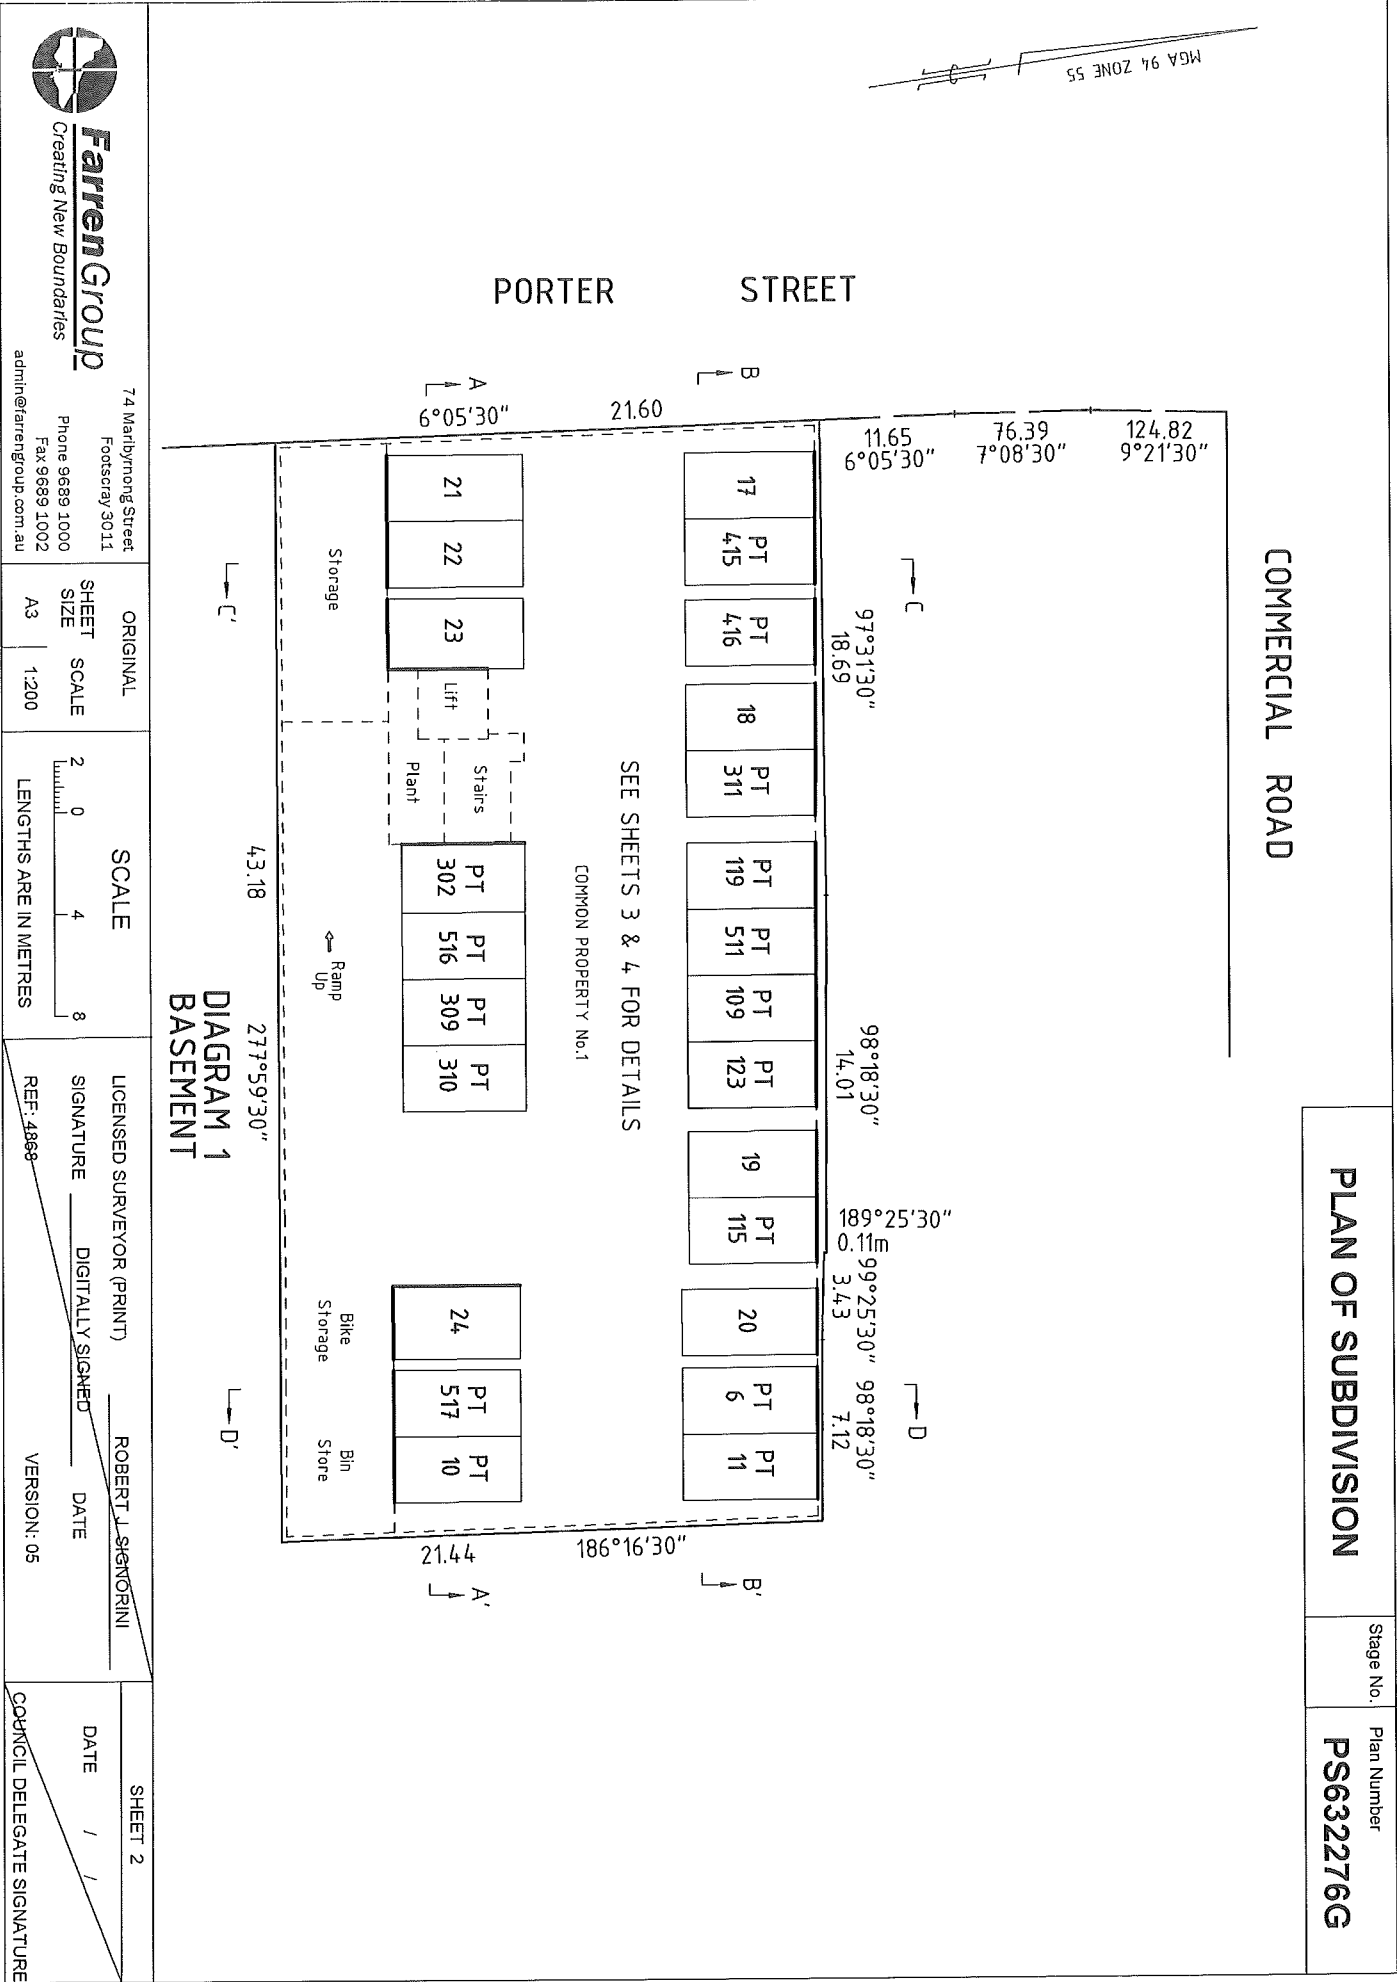 PLAN OF SUBDIVISION
Stage No.
Plan Number
PS632276G
MGA 94 ZONE 55
COMMERCIAL ROAD
PORTER STREET
124.82
9°21'30"
76.39
7°08'30"
11.65
6°05'30"
21.60
6°05'30"
97°31'30"
18.69
98°18'30"
14.01
189°25'30"
0.11m
99°25'30"
3.43
98°18'30"
7.12
186°16'30"
21.44
43.18
277°59'30"
C
D
B
B'
A
A'
C'
D'
17
PT
415
PT
416
18
PT
311
PT
119
PT
511
PT
109
PT
123
19
PT
115
20
PT
6
PT
11
SEE SHEETS 3 & 4 FOR DETAILS
COMMON PROPERTY No.1
21
22
23
Lift
Stairs
Plant
PT
302
PT
516
PT
309
PT
310
24
PT
517
PT
10
Storage
Ramp
Up
Bike
Storage
Bin
Store
DIAGRAM 1
BASEMENT
FarrenGroup
Creating New Boundaries
74 Maribyrnong Street
Footscray 3011
Phone 9689 1000
Fax 9689 1002
admin@farrengroup.com.au
ORIGINAL
SHEET
SIZE
SCALE
A3
1:200
SCALE
2 0 4 8
LENGTHS ARE IN METRES
LICENSED SURVEYOR (PRINT) ROBERT J. SIGNORINI
SIGNATURE DIGITALLY SIGNED DATE
REF: 4868
VERSION: 05
SHEET 2
DATE / /
COUNCIL DELEGATE SIGNATURE